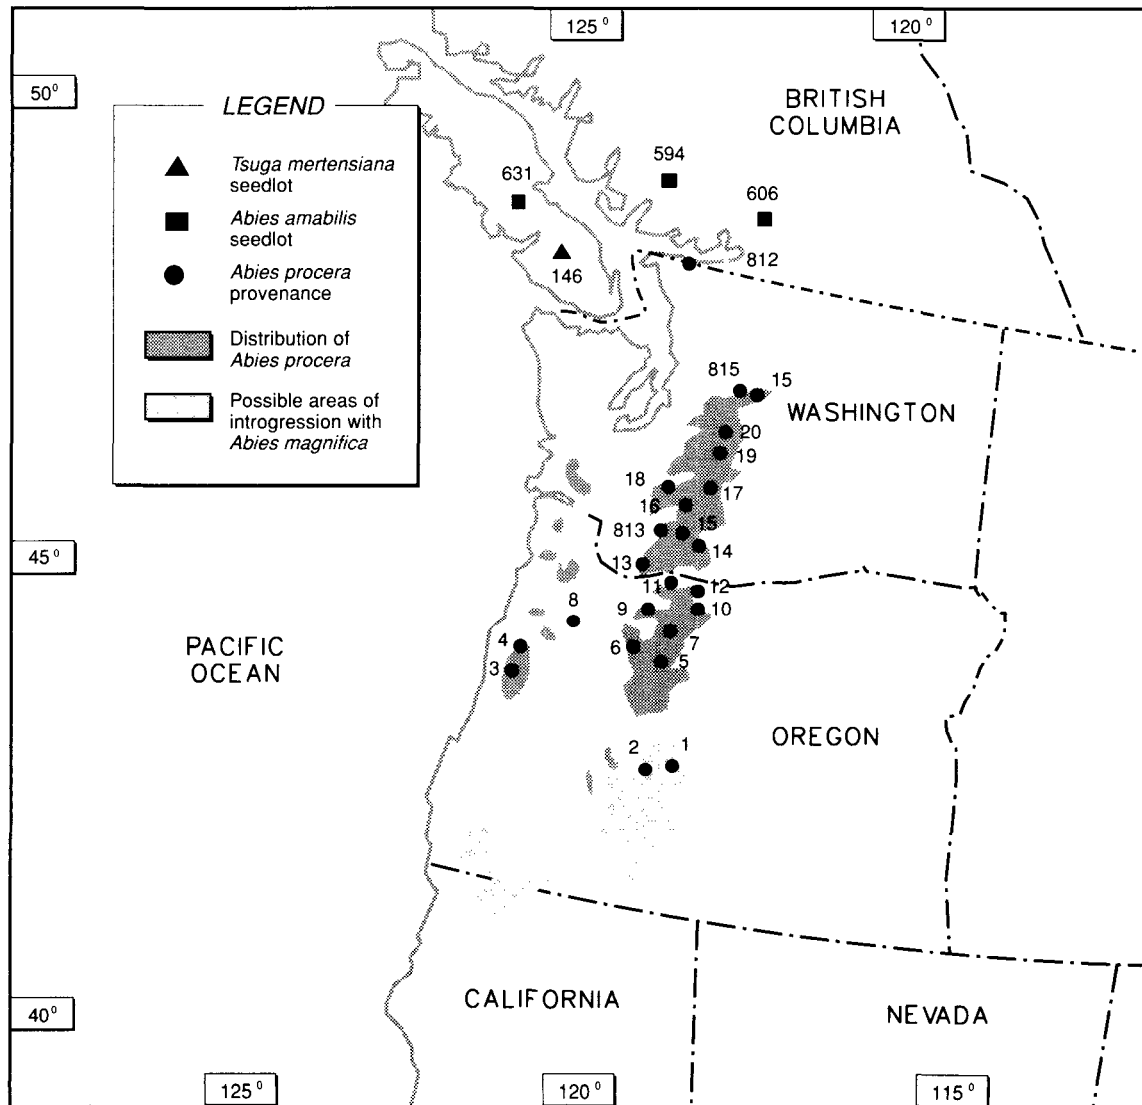 125 °
120 °
50°
LEGEND
Tsuga mertensiana
seedlot
Abies amabilis
seedlot
Abies procera
provenance
Distribution of
Abies procera
Possible areas of
introgression with
Abies magnifica
BRITISH
COLUMBIA
594
631
606
812
146
815
15
WASHINGTON
20
19
18
17
16
813
15
14
45 °
13
11
12
8
9
10
PACIFIC
OCEAN
4
6
7
3
5
OREGON
2
1
CALIFORNIA
NEVADA
40°
125 °
120 °
115 °